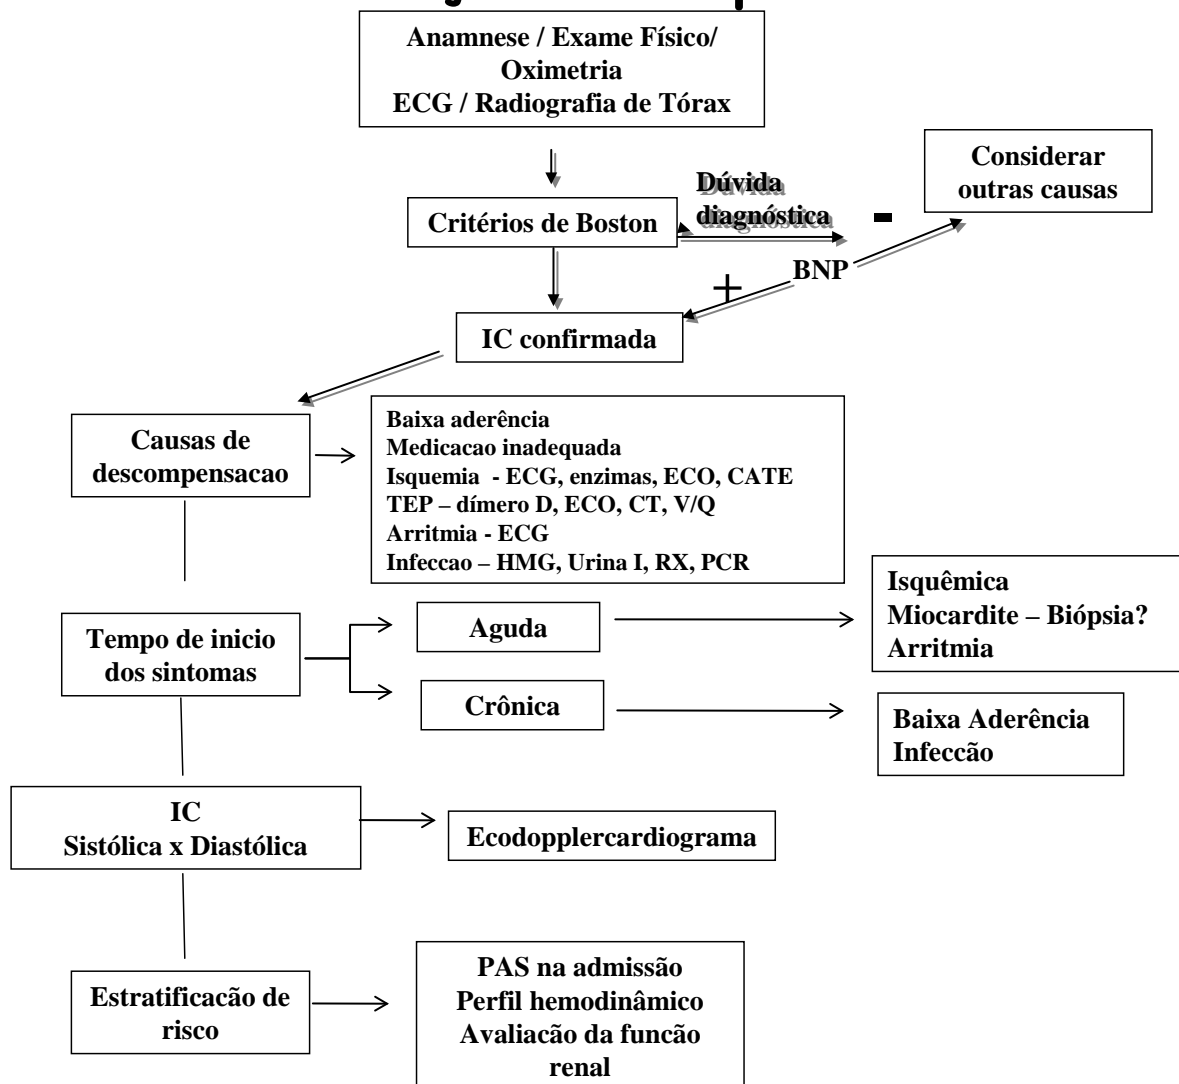 Anamnese / Exame Físico/
Oximetria
ECG / Radiografia de Tórax
Considerar
outras causas
Dúvida
diagnóstica
-
Critérios de Boston
BNP
+
IC confirmada
Causas de
descompensacao
Baixa aderência
Medicacao inadequada
Isquemia - ECG, enzimas, ECO, CATE
TEP – dímero D, ECO, CT, V/Q
Arritmia - ECG
Infeccao – HMG, Urina I, RX, PCR
Tempo de inicio
dos sintomas
Aguda
Isquêmica
Miocardite – Biópsia?
Arritmia
Crônica
Baixa Aderência
Infeccão
IC
Sistólica x Diastólica
Ecodopplercardiograma
Estratificacão de
risco
PAS na admissão
Perfil hemodinâmico
Avaliacão da funcão
renal